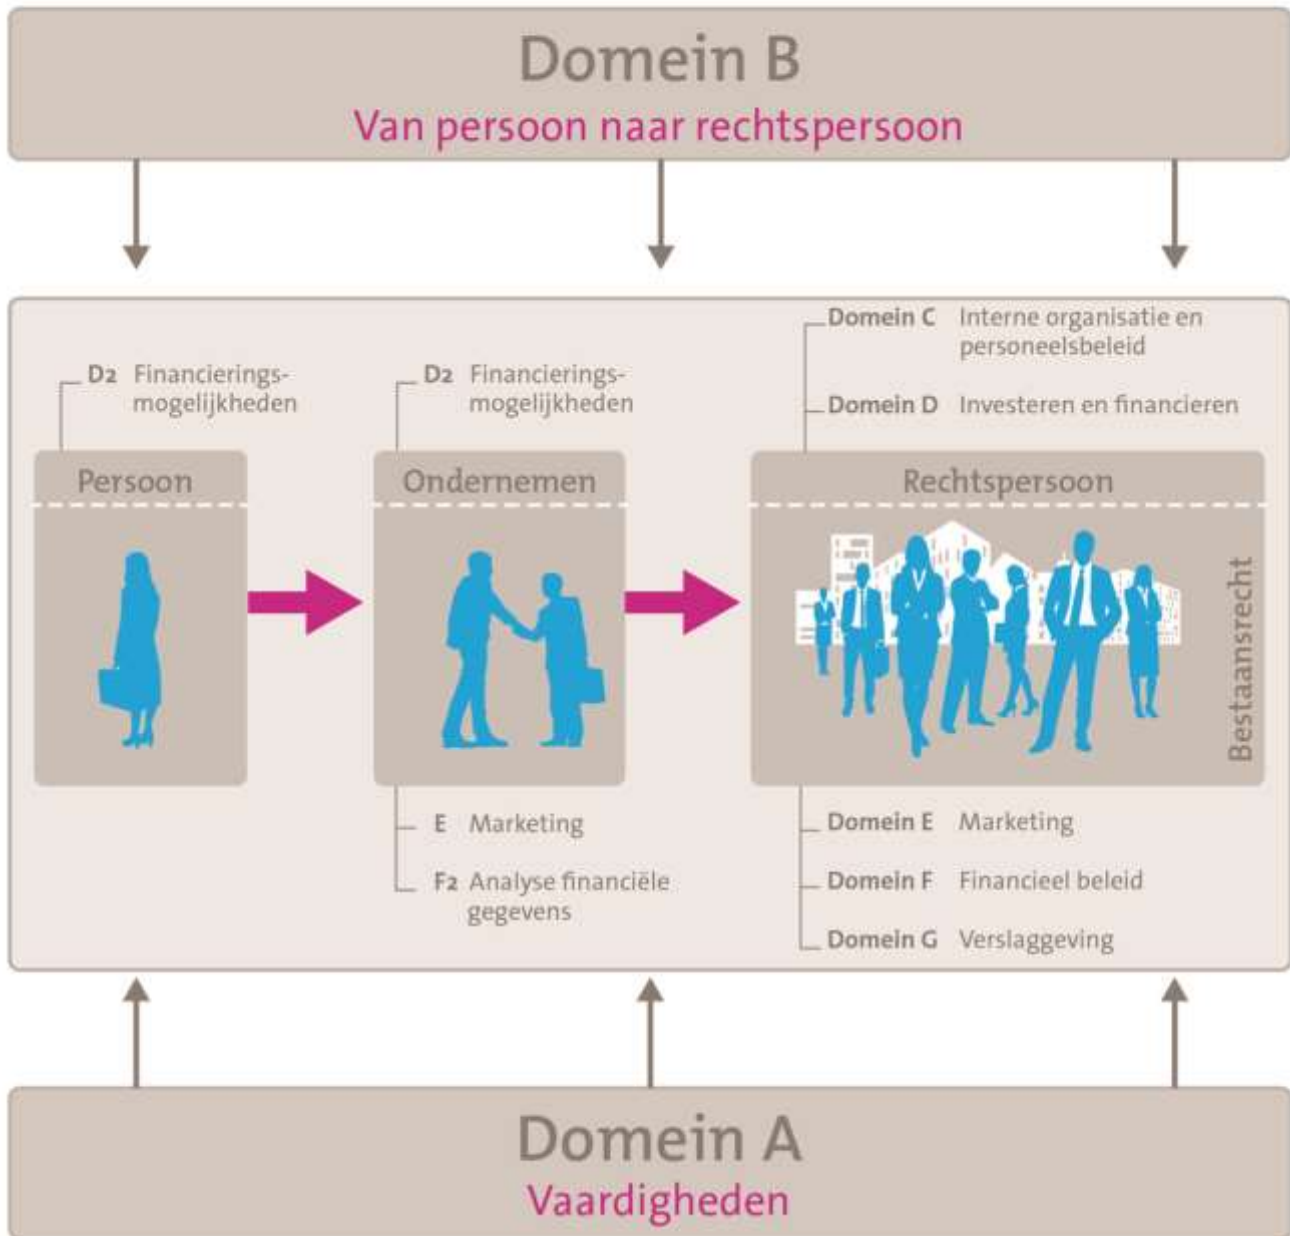 Domein B
Van persoon naar rechtspersoon
D2 Financierings-
mogelijkheden
D2 Financierings-
mogelijkheden
Domein C Interne organisatie en
personeelsbeleid
Domein D Investeren en financieren
Persoon
Ondernemen
Rechtspersoon
Bestaansrecht
E Marketing
F2 Analyse financiële
gegevens
Domein E Marketing
Domein F Financieel beleid
Domein G Verslaggeving
Domein A
Vaardigheden